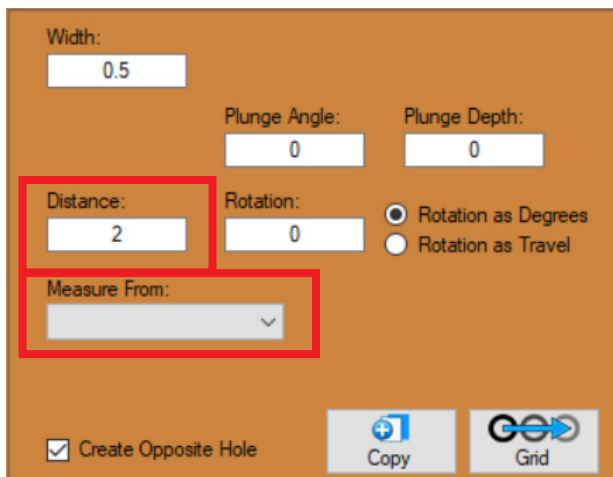 Width:
0.5
Plunge Angle:
Plunge Depth:
0
0
Distance:
Rotation:
2
0
Rotation as Degrees
Rotation as Travel
Measure From:
Create Opposite Hole
Copy
Grid